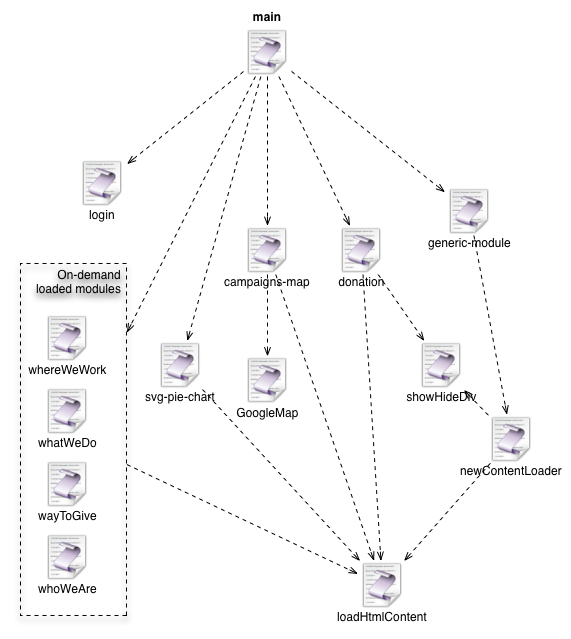 main
login
generic-module
campaigns-map
donation
On-demand
loaded modules
whereWeWork
svg-pie-chart
GoogleMap
showHideDiv
whatWeDo
newContentLoader
wayToGive
whoWeAre
loadHtmlContent